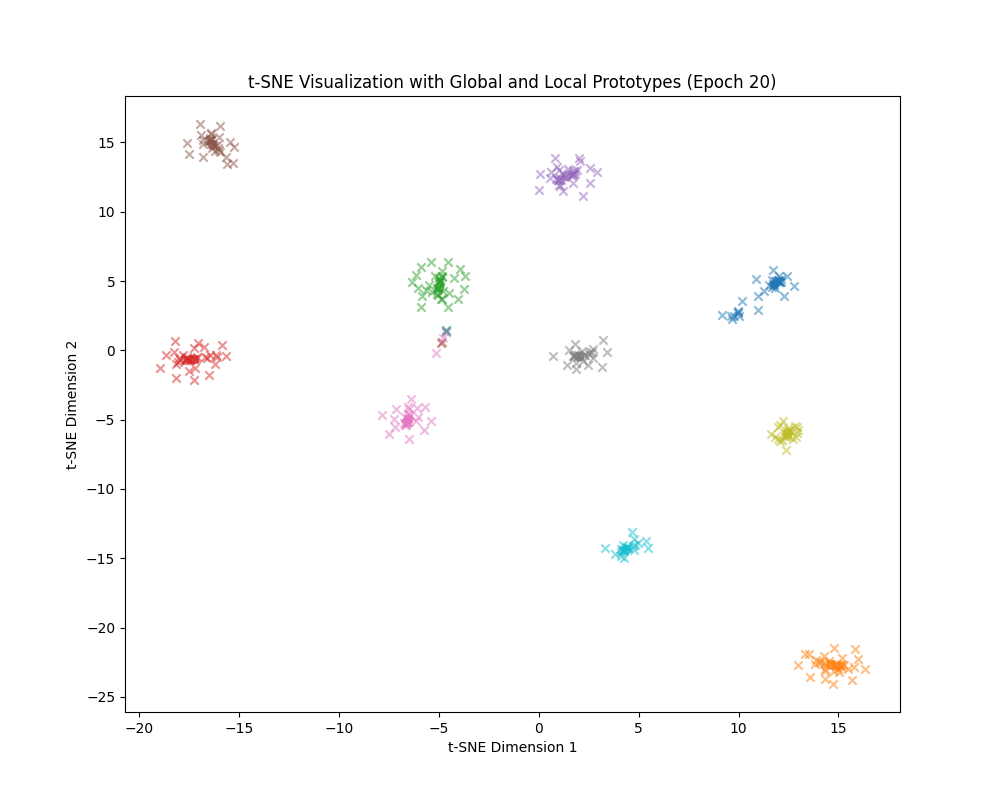 t-SNE Visualization with Global and Local Prototypes (Epoch 20)
t-SNE Dimension 2
15
10
5
0
−5
−10
−15
−20
−25
−20 −15 −10 −5 0 5 10 15
t-SNE Dimension 1